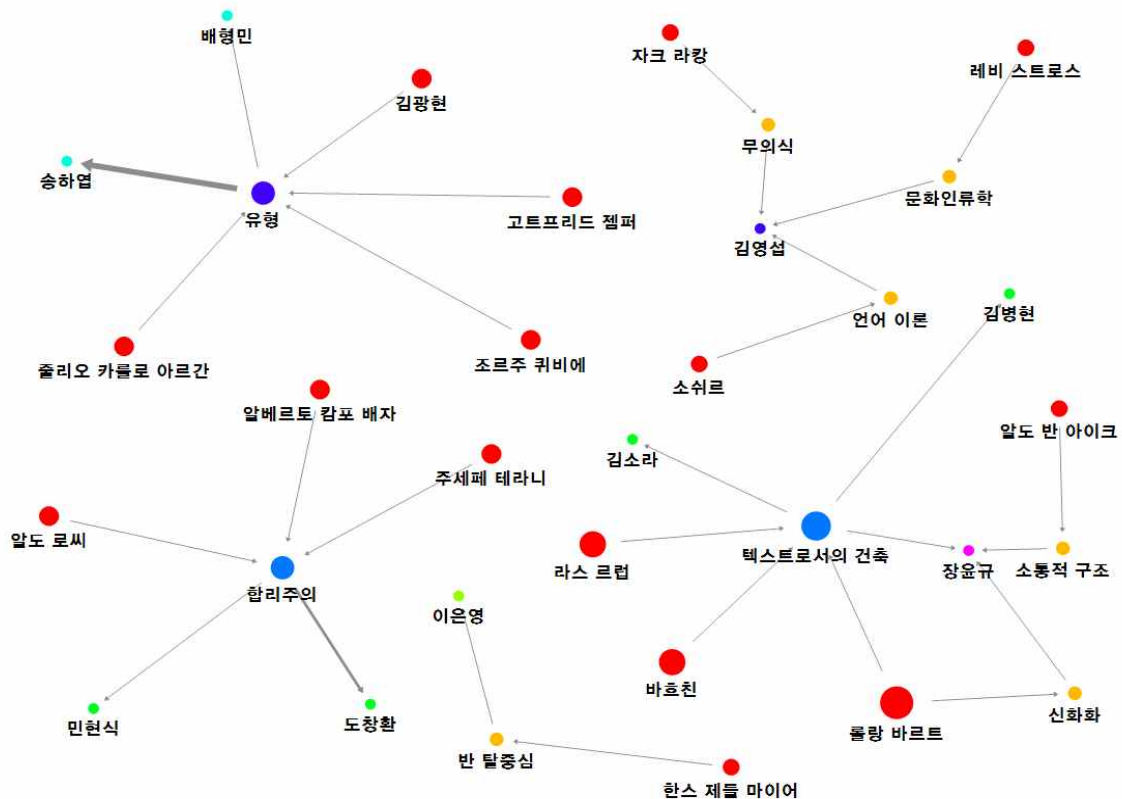 배형민
자크 라캉
레비 스트로스
김광현
무의식
송하엽
문화인류학
유형
고트프리드 젬퍼
김영섭
김병현
언어 이론
줄리오 카를로 아르간
조르주 퀴비에
소쉬르
알베르토 캄포 배자
알도 반 아이크
김소라
주세페 테라니
알도 로씨
텍스트로서의 건축
라스 르럽
장윤규
소통적 구조
합리주의
이은영
바흐친
신화화
민현식
도창환
롤랑 바르트
반 탈중심
한스 제들 마이어